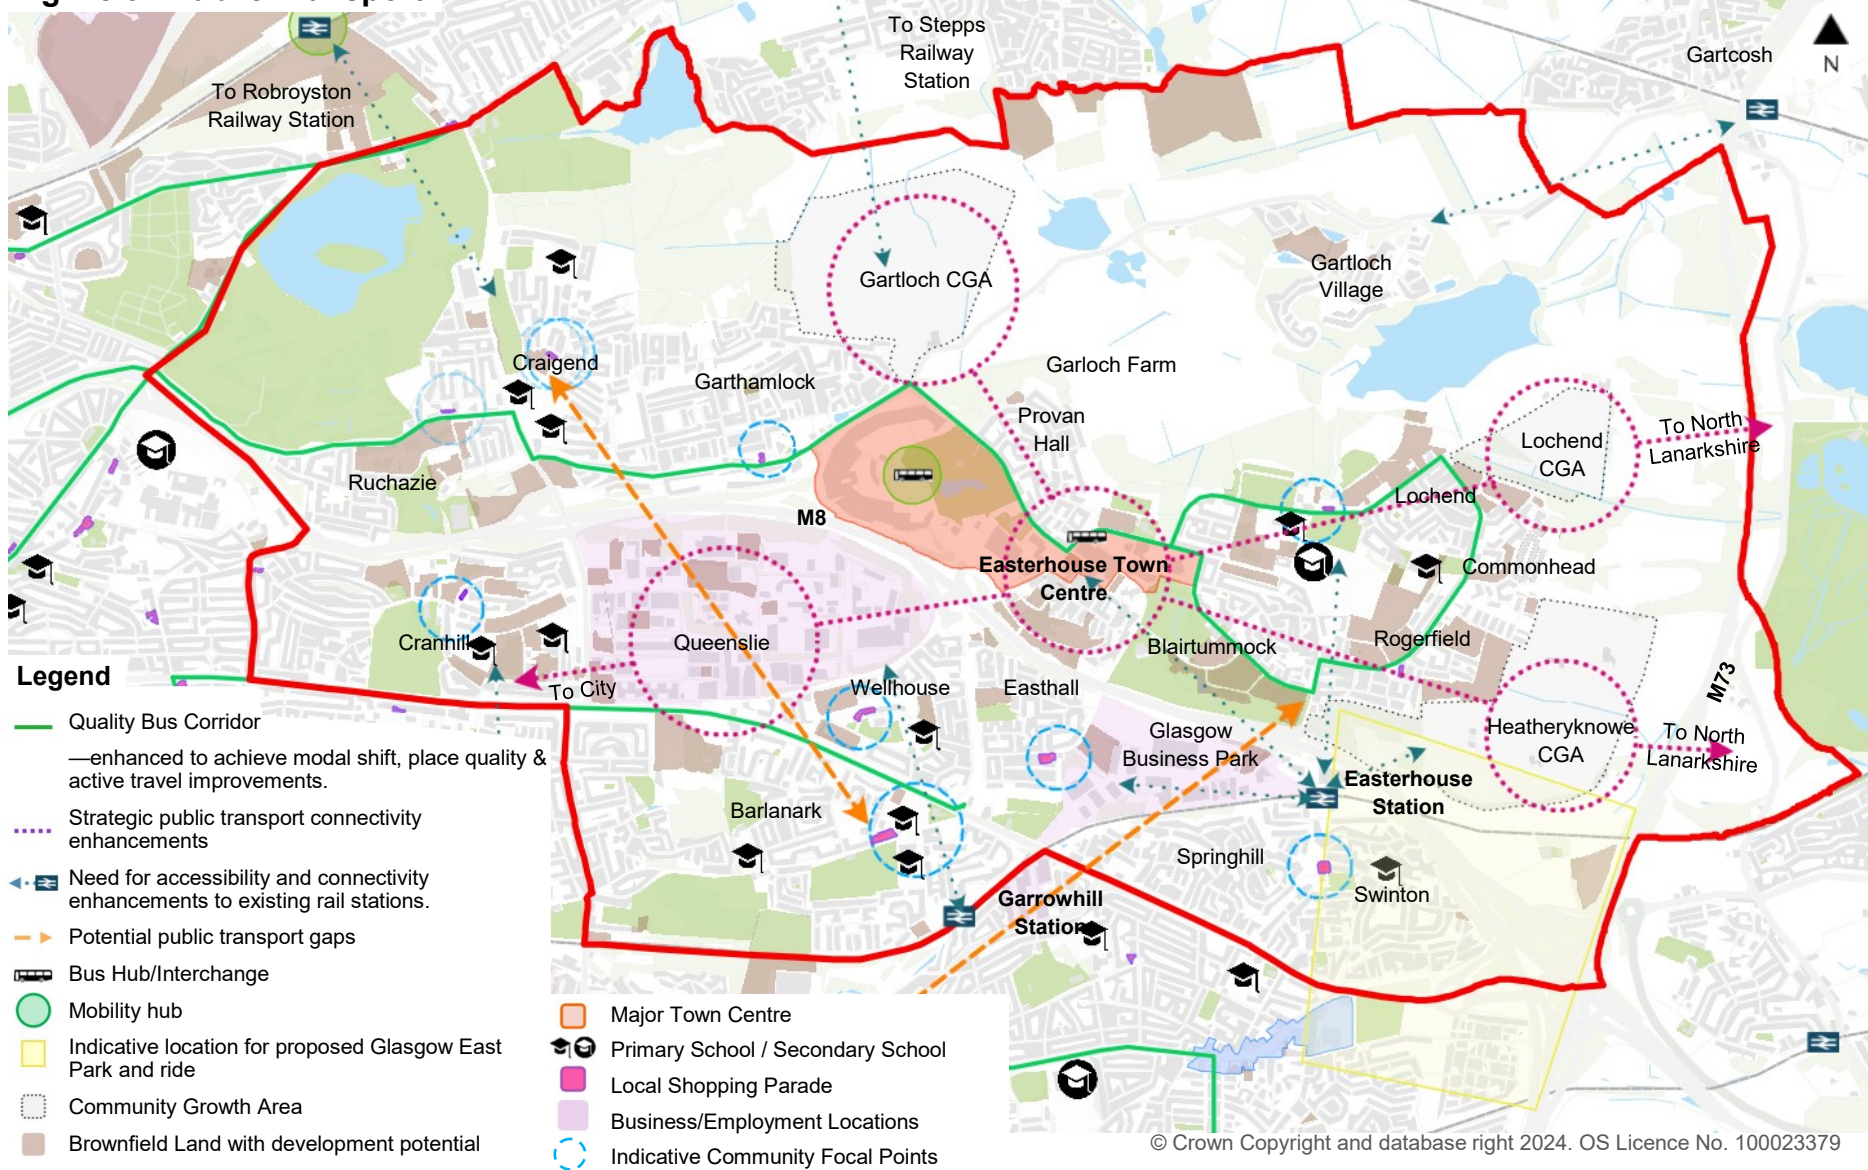 To Stepps
Railway
Station
Gartcosh
N
To Robroyston
Railway Station
Gartloch CGA
Gartloch
Village
Craigend
Garthamlock
Garloch Farm
Provan
Hall
To North
Lanarkshire
Lochend
CGA
Ruchazie
Lochend
M8
Easterhouse Town
Centre
Commonhead
Cranhill
Queenslie
Blairtummock
Rogerfield
To City
Wellhouse
Easthall
M73
Glasgow
Business Park
Heatheryknowe
CGA
To North
Lanarkshire
Easterhouse
Station
Barlanark
Springhill
Swinton
Garrowhill
Station
Legend
Quality Bus Corridor
—enhanced to achieve modal shift, place quality &
active travel improvements.
Strategic public transport connectivity
enhancements
Need for accessibility and connectivity
enhancements to existing rail stations.
Potential public transport gaps
Bus Hub/Interchange
Mobility hub
Indicative location for proposed Glasgow East
Park and ride
Community Growth Area
Brownfield Land with development potential
Major Town Centre
Primary School / Secondary School
Local Shopping Parade
Business/Employment Locations
Indicative Community Focal Points
© Crown Copyright and database right 2024. OS Licence No. 100023379